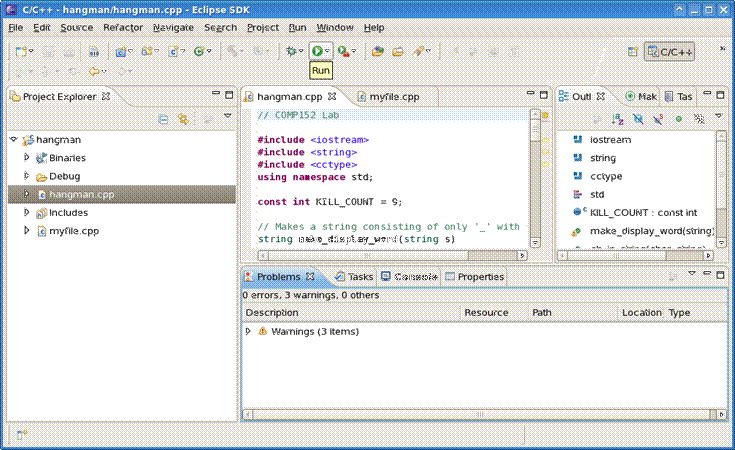 C/C++ - hangman/hangman.cpp - Eclipse SDK
File Edit Source Refactor Navigate Search Project Run Window Help
C/C++
Run
Project Explorer
hangman
Binaries
Debug
hangman.cpp
Includes
myfile.cpp
hangman.cpp myfile.cpp
// COMP152 Lab
#include <iostream>
#include <string>
#include <cctype>
using namespace std;
const int KILL_COUNT = 9;
// Makes a string consisting of only '_' with
string make_display_word(string s)
Outl Mak Tas
iostream
string
cctype
std
KILL_COUNT : const int
make_display_word(string)
Problems Tasks Console Properties
0 errors, 3 warnings, 0 others
Description Resource Path Location Type
Warnings (3 items)